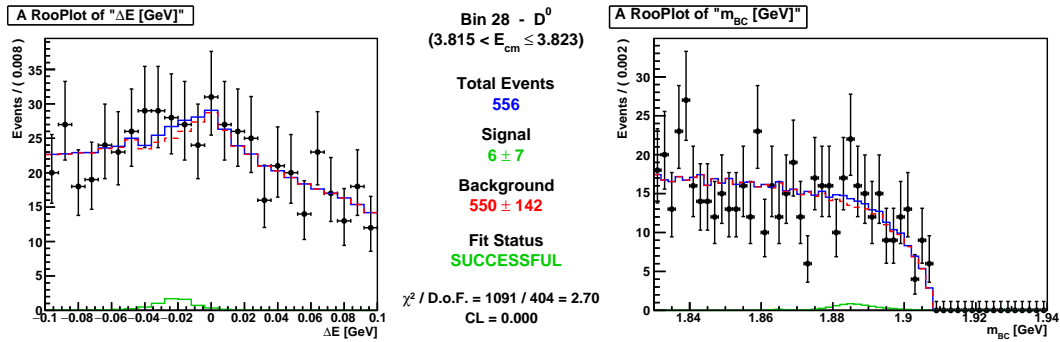 A RooPlot of "ΔE [GeV]"
Events / ( 0.008 )
35
30
25
20
15
10
5
0
−0.1 −0.08 −0.06 −0.04 −0.02 0 0.02 0.04 0.06 0.08 0.1
ΔE [GeV]
Bin 28 - D⁰
(3.815 < E_cm ≤ 3.823)
Total Events
556
Signal
6 ± 7
Background
550 ± 142
Fit Status
SUCCESSFUL
χ² / D.o.F. = 1091 / 404 = 2.70
CL = 0.000
A RooPlot of "m_BC [GeV]"
Events / ( 0.002 )
30
25
20
15
10
5
0
1.84 1.86 1.88 1.9 1.92 1.94
m_BC [GeV]